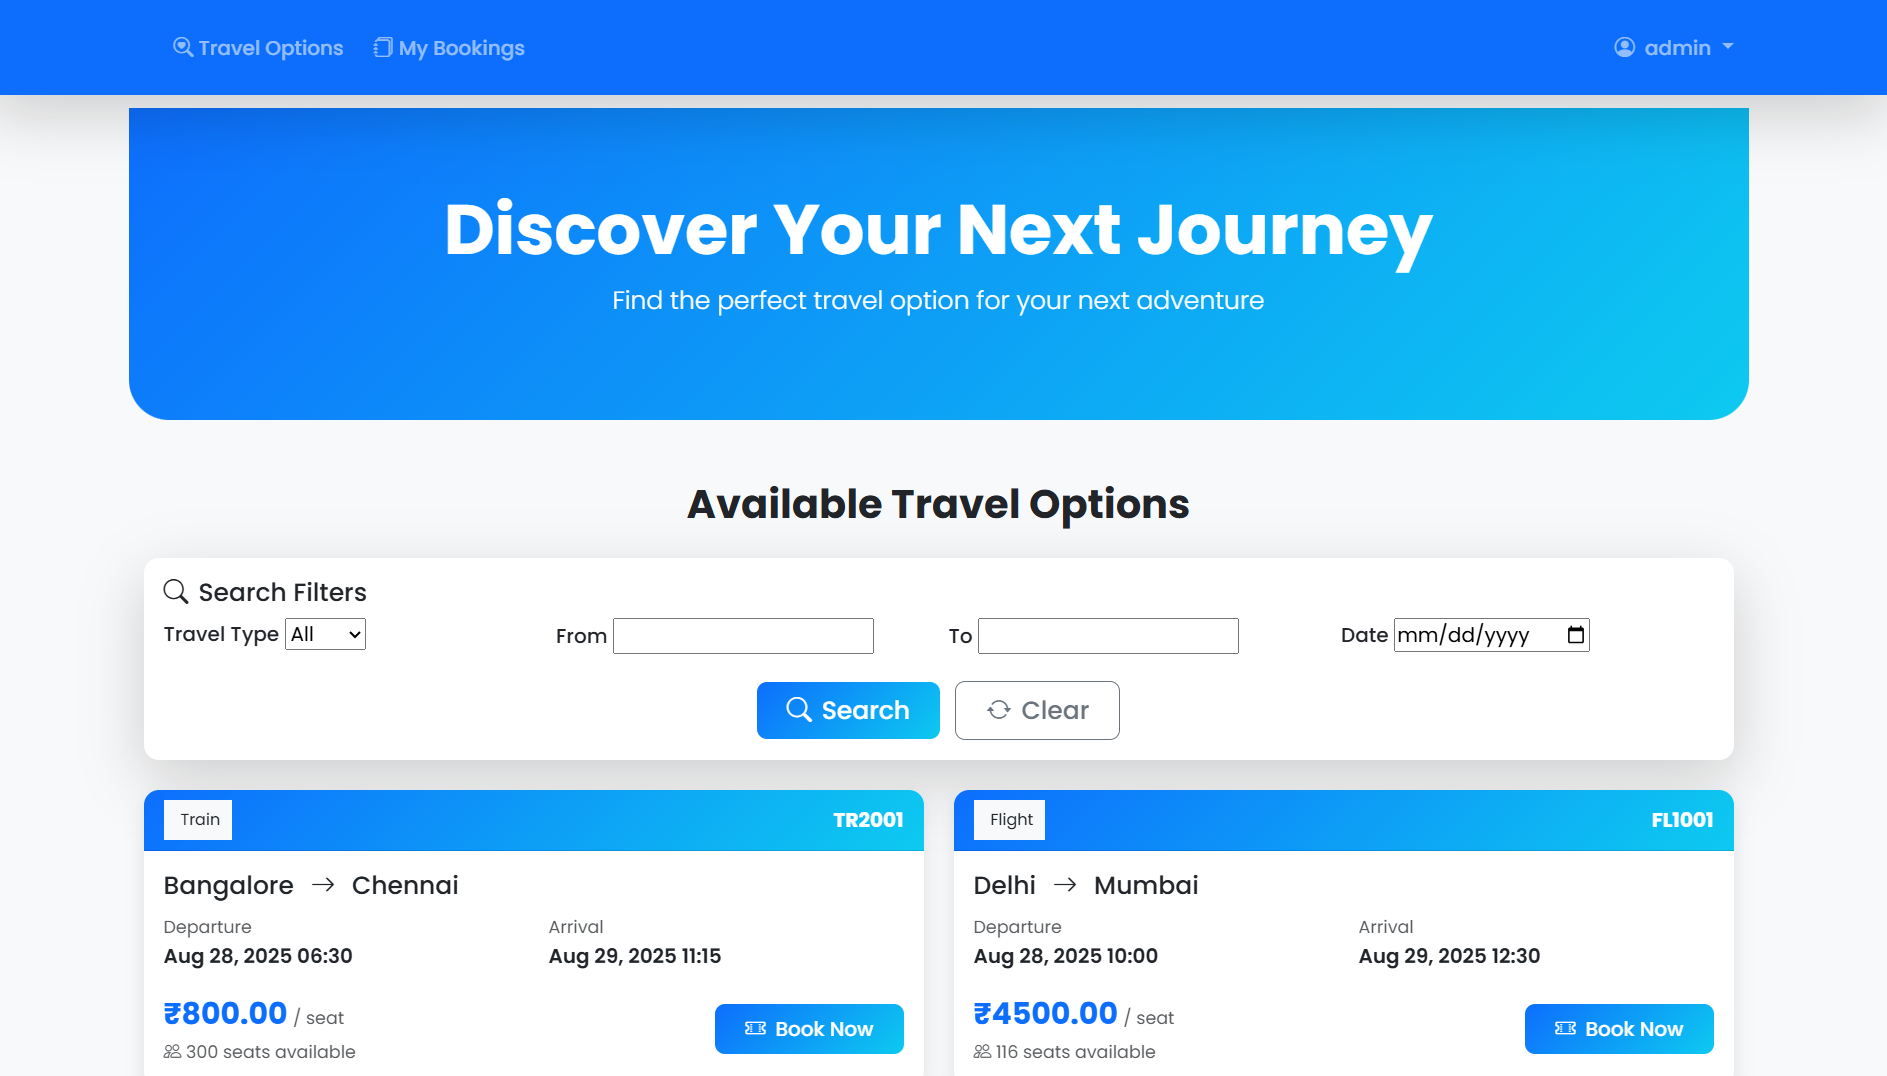 Travel Options My Bookings admin
Discover Your Next Journey
Find the perfect travel option for your next adventure
Available Travel Options
Search Filters
Travel Type All From To Date mm/dd/yyyy
Search Clear
Train TR2001
Bangalore → Chennai
Departure Arrival
Aug 28, 2025 06:30 Aug 29, 2025 11:15
₹800.00 / seat
300 seats available
Book Now
Flight FL1001
Delhi → Mumbai
Departure Arrival
Aug 28, 2025 10:00 Aug 29, 2025 12:30
₹4500.00 / seat
116 seats available
Book Now